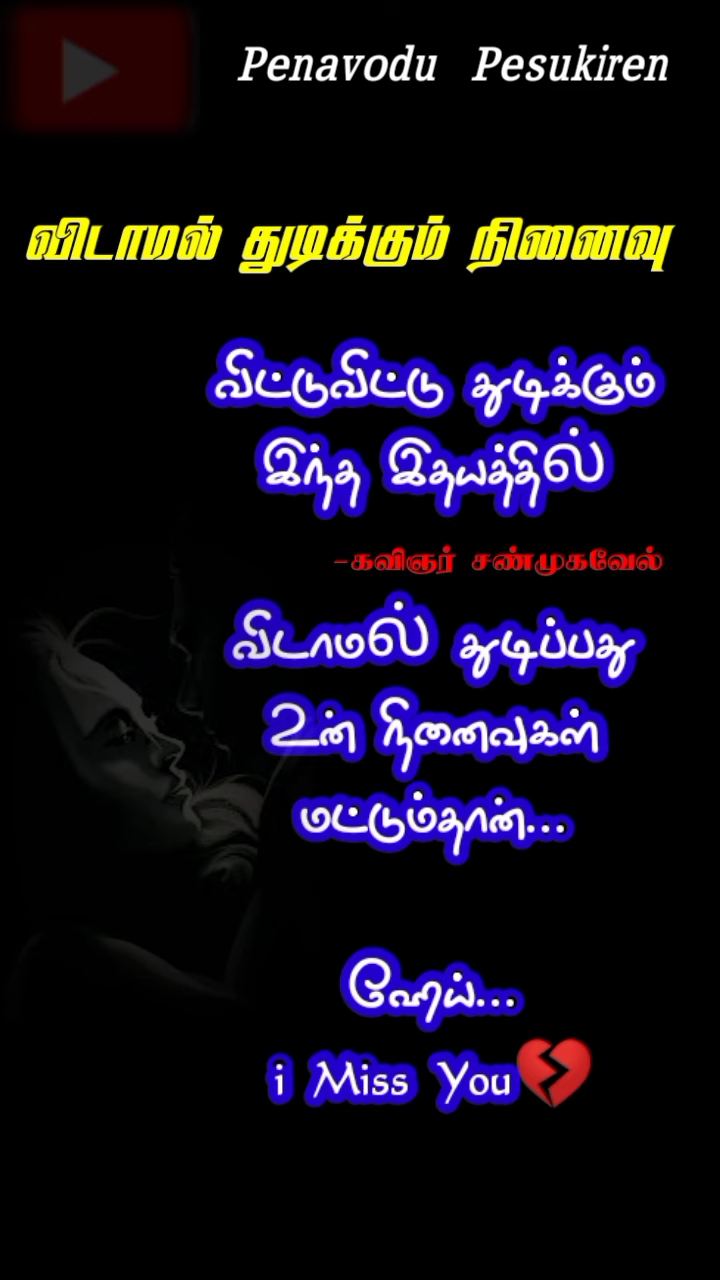 Penavodu Pesukiren
விடாமல் துடிக்கும் நினைவு
விட்டுவிட்டு துடிக்கும்
இந்த இதயத்தில்
-கவிஞர் சண்முகவேல்
விடாமல் துடிப்பது
உன் நினைவுகள்
மட்டும்தான்...
ஹேய்...
i Miss You💔